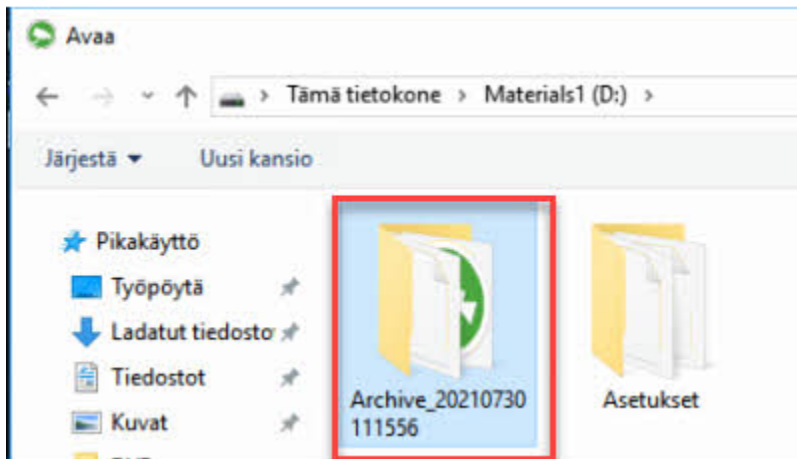 Avaa
Tämä tietokone > Materials1 (D:) >
Järjestä Uusi kansio
Pikakäyttö
Työpöytä
Ladatut tiedosto
Tiedostot
Kuvat
Archive_20210730
111556
Asetukset